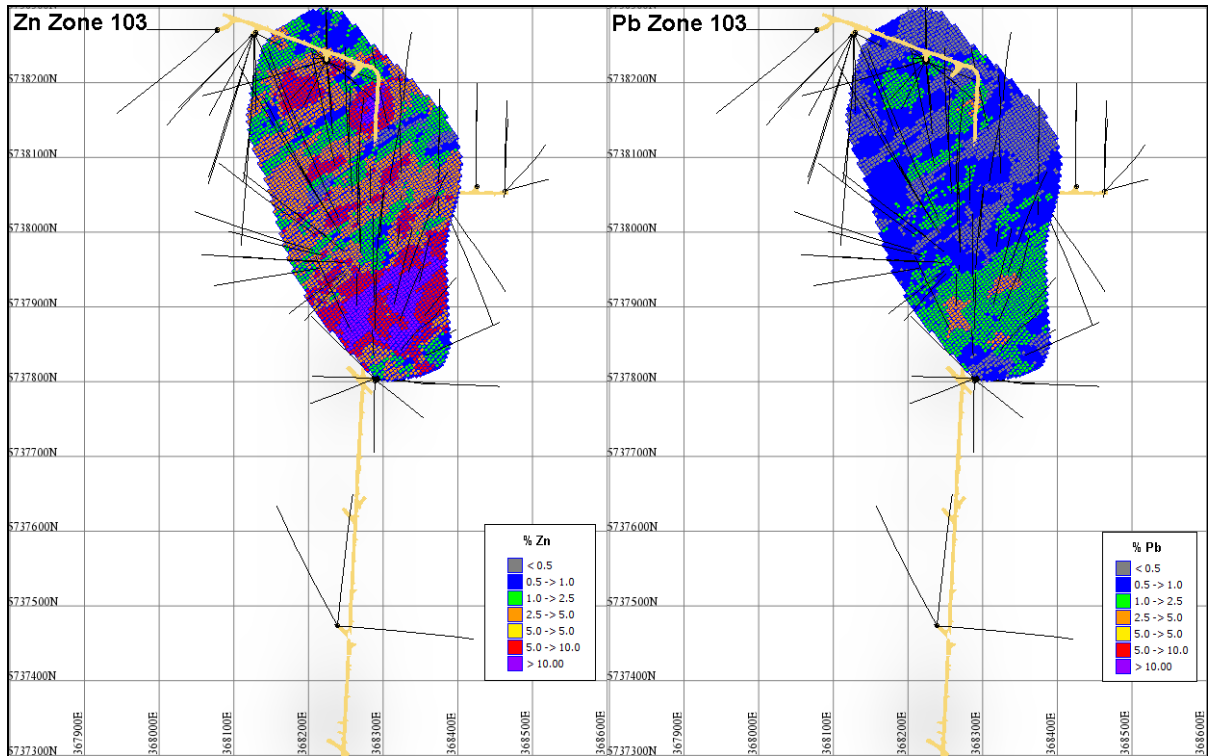 Zn Zone 103
5738200N
5738100N
5738000N
5737900N
5737800N
5737700N
5737600N
5737500N
5737400N
5737300N
367900E
368000E
368100E
368200E
368300E
368400E
368500E
368600E
% Zn
< 0.5
0.5 -> 1.0
1.0 -> 2.5
2.5 -> 5.0
5.0 -> 5.0
5.0 -> 10.0
> 10.00
Pb Zone 103
5738200N
5738100N
5738000N
5737900N
5737800N
5737700N
5737600N
5737500N
5737400N
5737300N
367900E
368000E
368100E
368200E
368300E
368400E
368500E
368600E
% Pb
< 0.5
0.5 -> 1.0
1.0 -> 2.5
2.5 -> 5.0
5.0 -> 5.0
5.0 -> 10.0
> 10.00